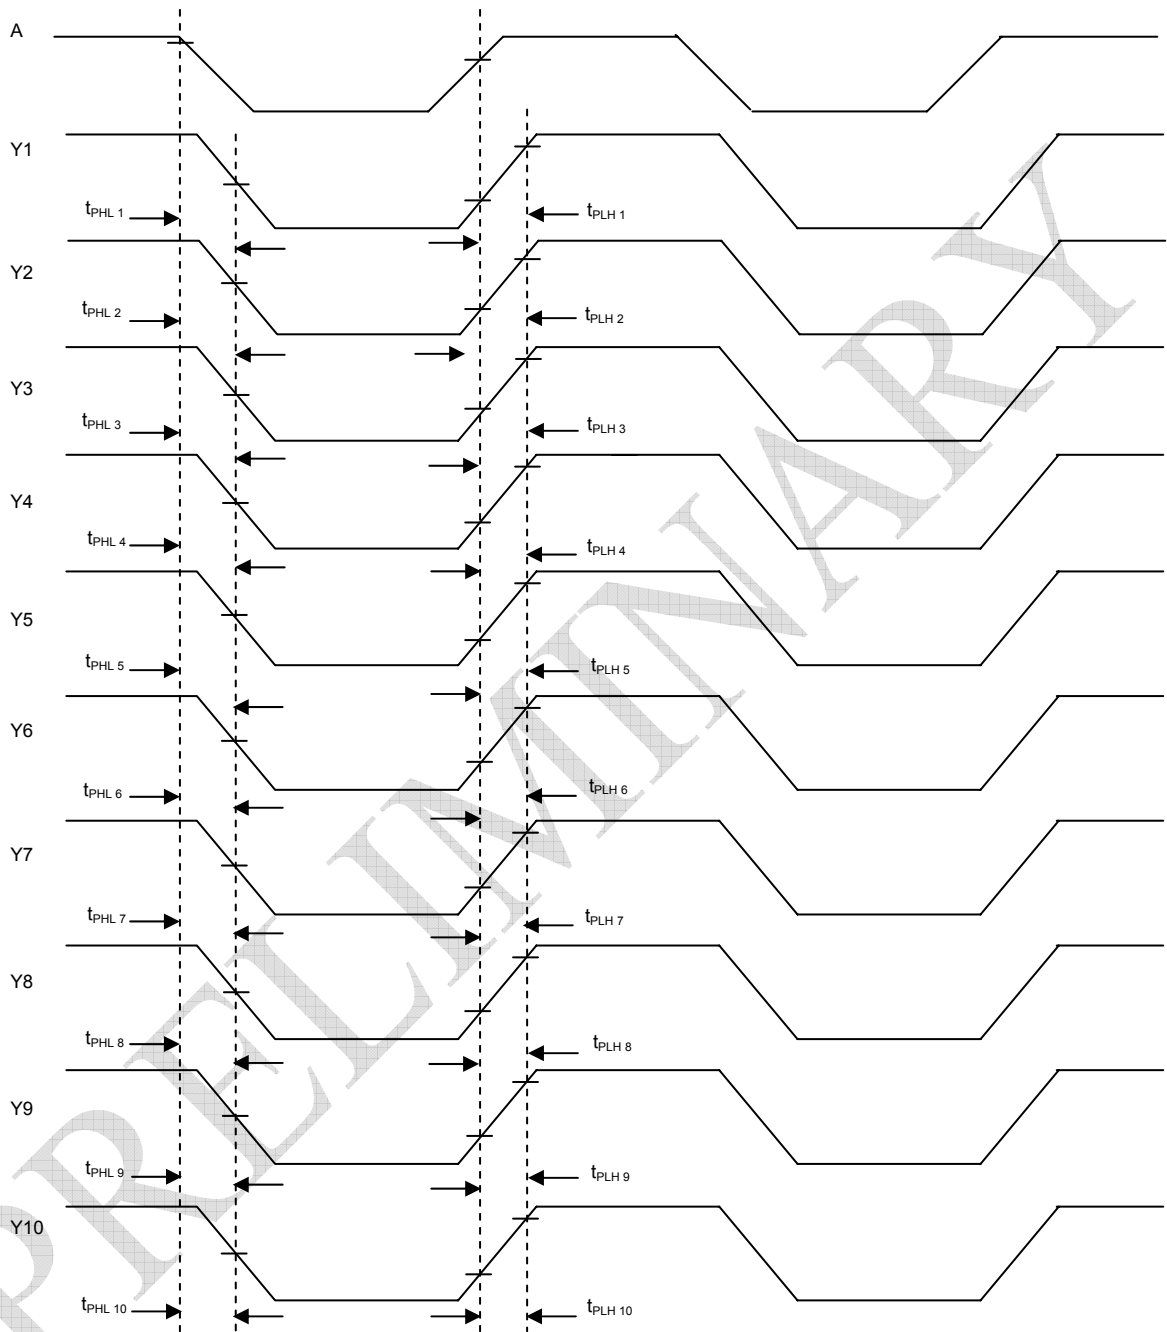 A
Y1
tPHL 1
tPLH 1
Y2
tPHL 2
tPLH 2
Y3
tPHL 3
tPLH 3
Y4
tPHL 4
tPLH 4
Y5
tPHL 5
tPLH 5
Y6
tPHL 6
tPLH 6
Y7
tPHL 7
tPLH 7
Y8
tPHL 8
tPLH 8
Y9
tPHL 9
tPLH 9
Y10
tPHL 10
tPLH 10
PRELIMINARY